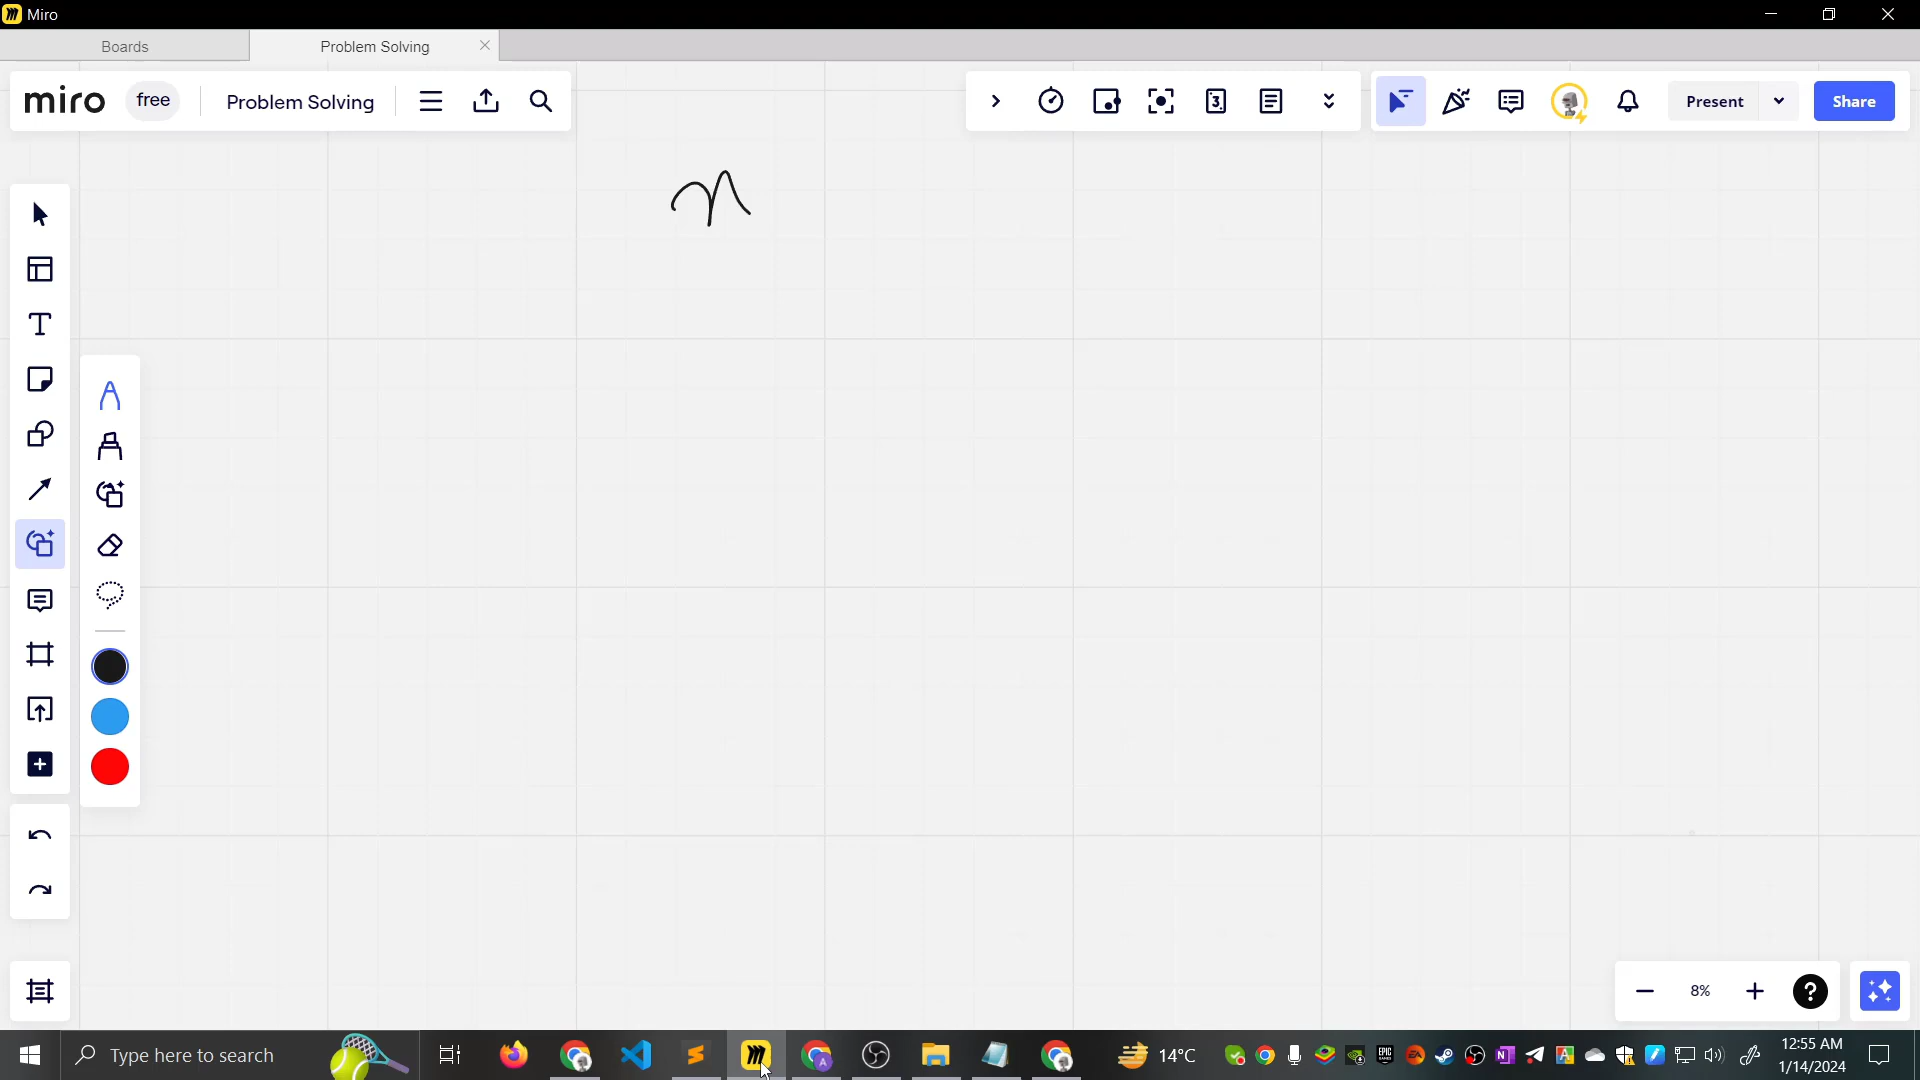 Miro
Boards
Problem Solving
miro
free
Problem Solving
Present
Share
n
8%
Type here to search
14°C
12:55 AM
1/14/2024